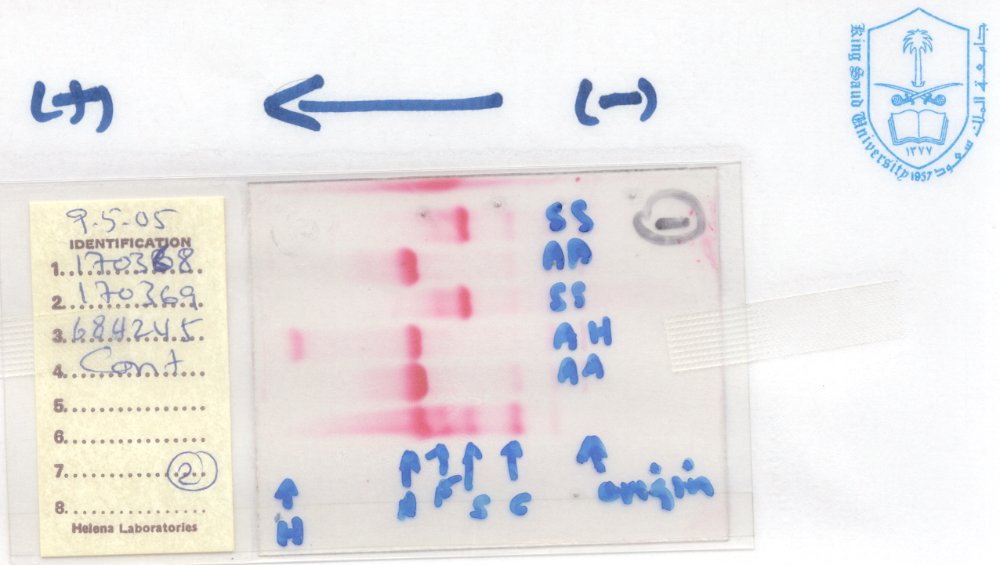 (+) (-)
King Saud University 1957
جامعة الملك سعود
١٣٧٧
9-5-05
IDENTIFICATION
1. 170368
2. 170369
3. 684245
4. Cont
5.
6.
7. 2
8.
Helena Laboratories
SS
AA
SS
AH
AA
-
H A F S C origin